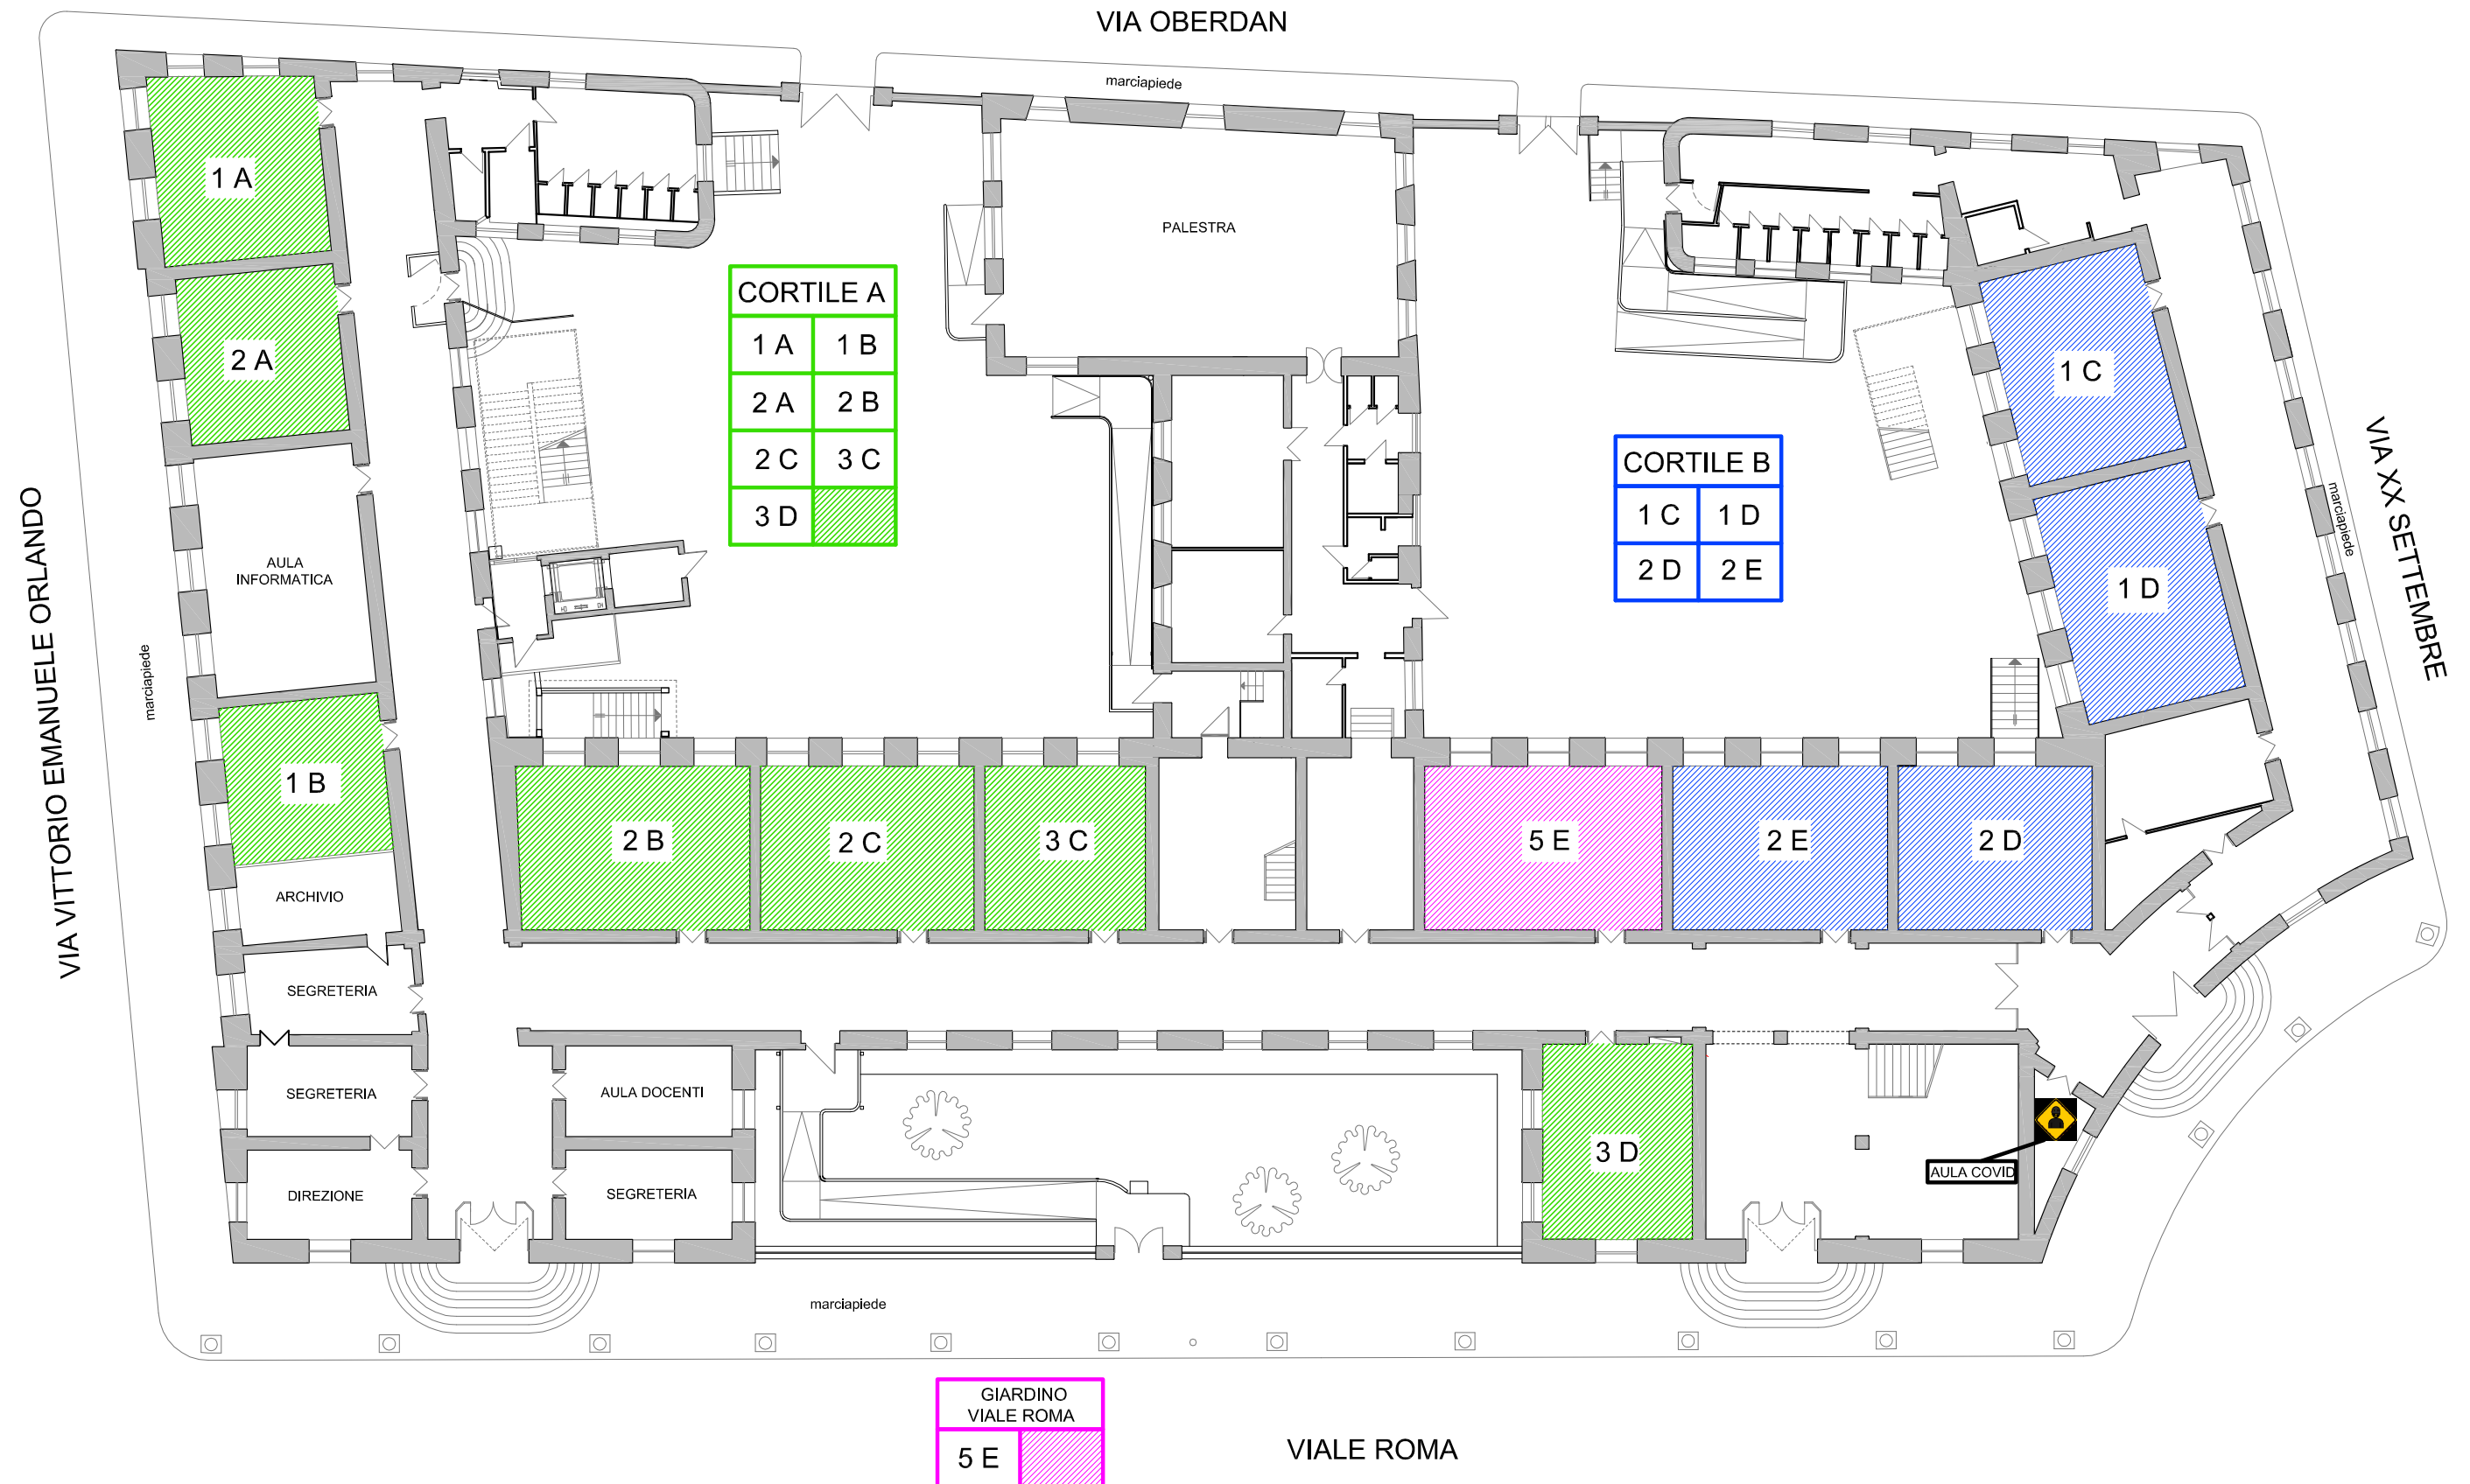 VIA OBERDAN
marciapiede
1 A
PALESTRA
CORTILE A
1 A 1 B
2 A 2 B
2 C 3 C
3 D
2 A
1 C
CORTILE B
1 C 1 D
2 D 2 E
VIA XX SETTEMBRE
marciapiede
VIA VITTORIO EMANUELE ORLANDO
marciapiede
AULA
INFORMATICA
1 D
1 B
2 B
2 C
3 C
5 E
2 E
2 D
ARCHIVIO
SEGRETERIA
SEGRETERIA
AULA DOCENTI
3 D
AULA COVID
DIREZIONE
SEGRETERIA
marciapiede
GIARDINO
VIALE ROMA
5 E
VIALE ROMA